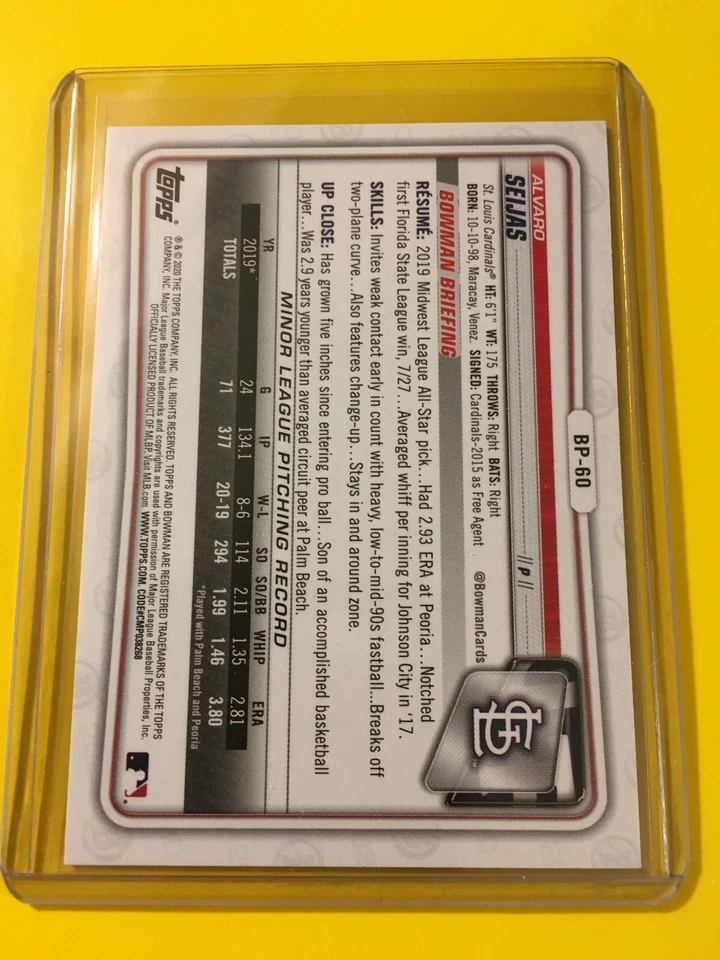 BP-60
ALVARO
SEIJAS
||P||
St. Louis Cardinals® HT: 6'1" WT: 175 THROWS: Right BATS: Right
BORN: 10-10-98, Maracay, Venez. SIGNED: Cardinals-2015 as Free Agent @BowmanCards
BOWMAN BRIEFING
RÉSUMÉ: 2019 Midwest League All-Star pick...Had 2.93 ERA at Peoria...Notched
first Florida State League win, 7/27...Averaged whiff per inning for Johnson City in '17.
SKILLS: Invites weak contact early in count with heavy, low-to-mid-90s fastball...Breaks off
two-plane curve...Also features change-up...Stays in and around zone.
UP CLOSE: Has grown five inches since entering pro ball...Son of an accomplished basketball
player...Was 2.9 years younger than averaged circuit peer at Palm Beach.
MINOR LEAGUE PITCHING RECORD
YR G IP W-L SO SO/BB WHIP ERA
2019* 24 134.1 8-6 114 2.11 1.35 2.81
TOTALS 71 377 20-19 294 1.99 1.46 3.80
*Played with Palm Beach and Peoria
topps®
® & © 2020 THE TOPPS COMPANY, INC. ALL RIGHTS RESERVED. TOPPS AND BOWMAN ARE REGISTERED TRADEMARKS OF THE TOPPS
COMPANY, INC. Major League Baseball trademarks and copyrights are used with permission of Major League Baseball Properties, Inc.
OFFICIALLY LICENSED PRODUCT OF MLBP. Visit MLB.com WWW.TOPPS.COM. CODE#CMP038268